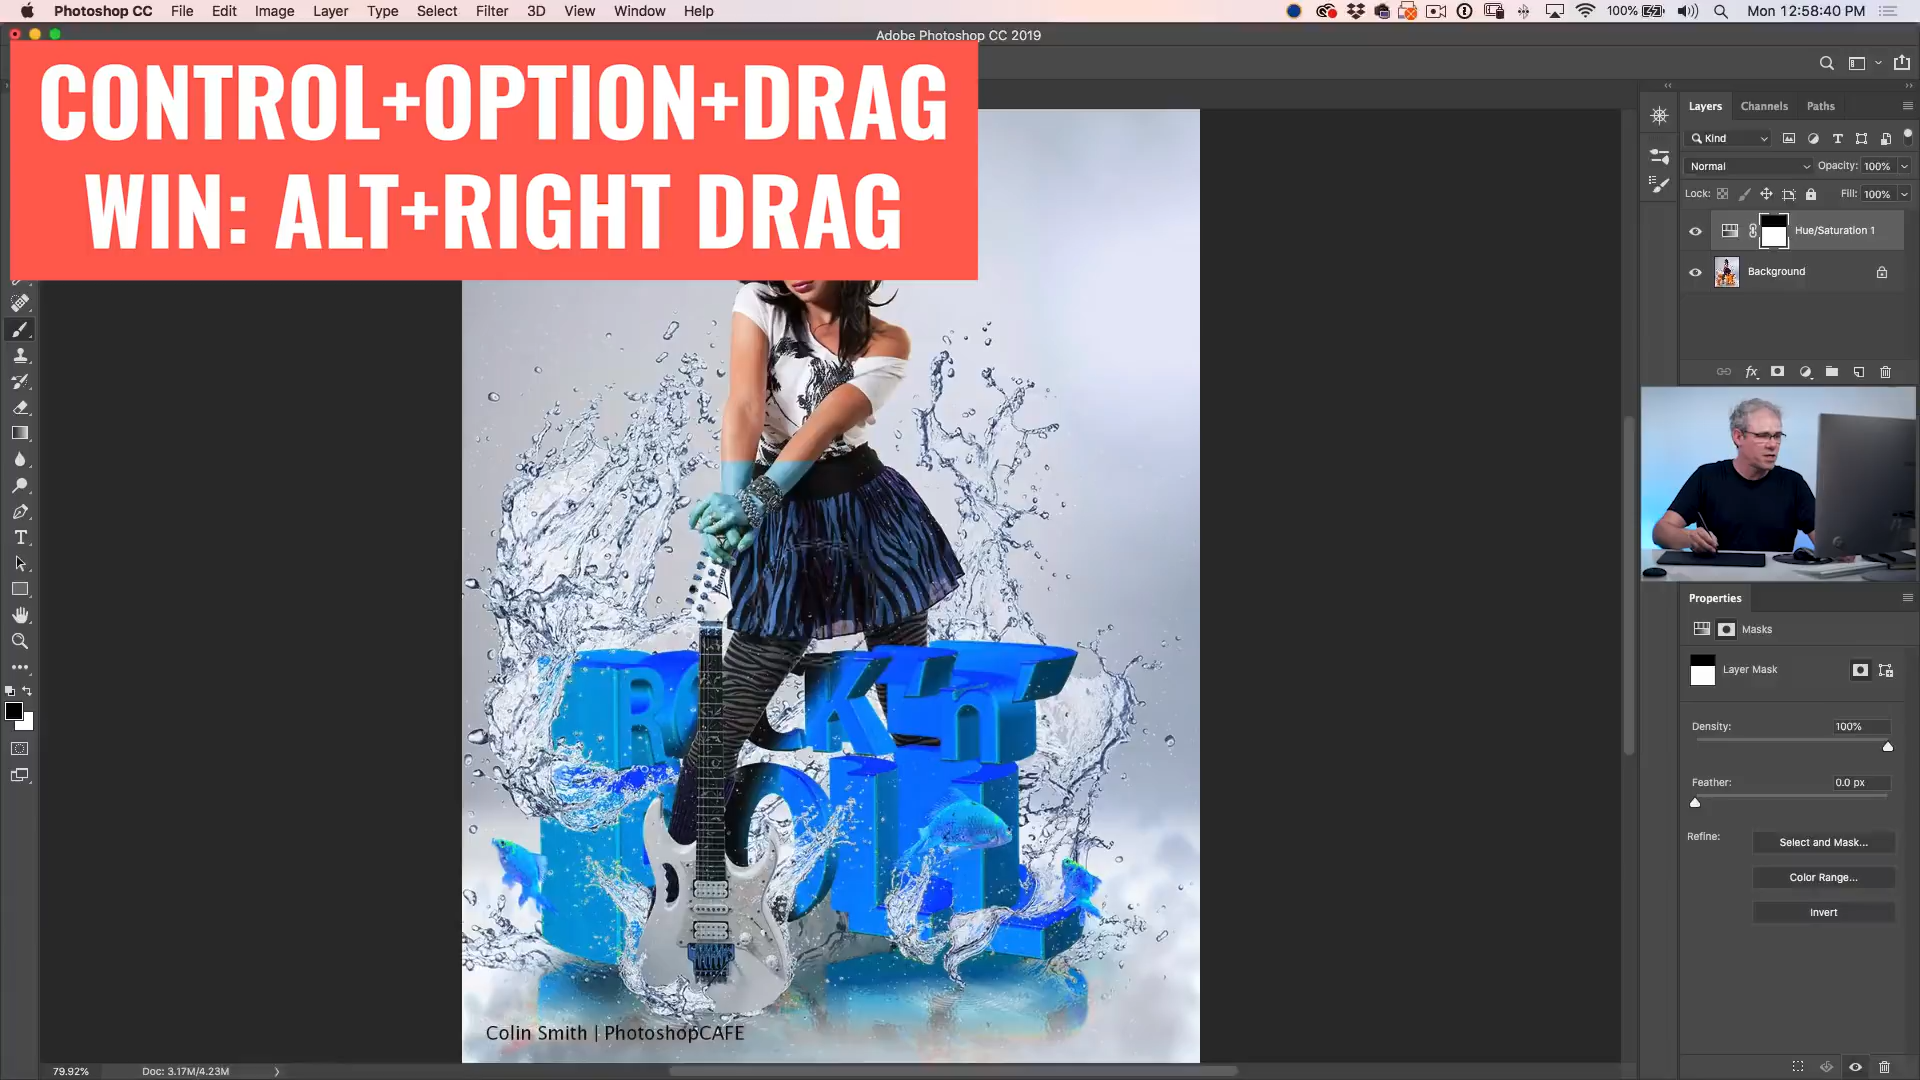 Photoshop CC File Edit Image Layer Type Select Filter 3D View Window Help 100% Mon 12:58:40 PM
Adobe Photoshop CC 2019
CONTROL+OPTION+DRAG
WIN: ALT+RIGHT DRAG
Layers Channels Paths
Kind
Normal Opacity: 100%
Lock: Fill: 100%
Hue/Saturation 1
Background
fx
Properties
Masks
Layer Mask
Density: 100%
Feather: 0.0 px
Refine: Select and Mask...
Color Range...
Invert
ROCK'n'
ROLL
Colin Smith | PhotoshopCAFE
79.92% Doc: 3.17M/4.23M